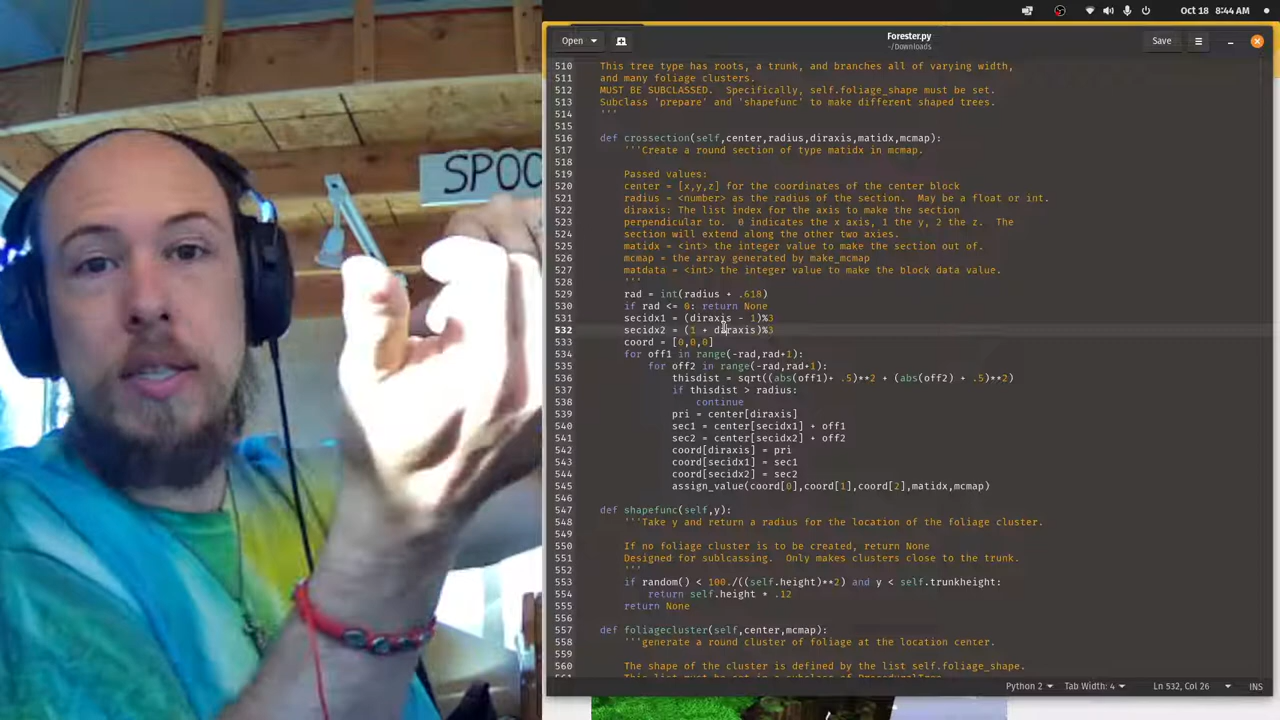 SPOO
Oct 18 8:44 AM
Open
Forester.py
~/Downloads
Save
510 This tree type has roots, a trunk, and branches all of varying width,
511 and many foliage clusters.
512 MUST BE SUBCLASSED.  Specifically, self.foliage_shape must be set.
513 Subclass 'prepare' and 'shapefunc' to make different shaped trees.
514 '''
515
516 def crossection(self,center,radius,diraxis,matidx,mcmap):
517 '''Create a round section of type matidx in mcmap.
518
519 Passed values:
520 center = [x,y,z] for the coordinates of the center block
521 radius = <number> as the radius of the section.  May be a float or int.
522 diraxis: The list index for the axis to make the section
523 perpendicular to.  0 indicates the x axis, 1 the y, 2 the z.  The
524 section will extend along the other two axies.
525 matidx = <int> the integer value to make the section out of.
526 mcmap = the array generated by make_mcmap
527 matdata = <int> the integer value to make the block data value.
528 '''
529 rad = int(radius + .618)
530 if rad <= 0: return None
531 secidx1 = (diraxis - 1)%3
532 secidx2 = (1 + diraxis)%3
533 coord = [0,0,0]
534 for off1 in range(-rad,rad+1):
535 for off2 in range(-rad,rad+1):
536 thisdist = sqrt((abs(off1)+ .5)**2 + (abs(off2) + .5)**2)
537 if thisdist > radius:
538 continue
539 pri = center[diraxis]
540 sec1 = center[secidx1] + off1
541 sec2 = center[secidx2] + off2
542 coord[diraxis] = pri
543 coord[secidx1] = sec1
544 coord[secidx2] = sec2
545 assign_value(coord[0],coord[1],coord[2],matidx,mcmap)
546
547 def shapefunc(self,y):
548 '''Take y and return a radius for the location of the foliage cluster.
549
550 If no foliage cluster is to be created, return None
551 Designed for sublcassing.  Only makes clusters close to the trunk.
552 '''
553 if random() < 100./((self.height)**2) and y < self.trunkheight:
554 return self.height * .12
555 return None
556
557 def foliagecluster(self,center,mcmap):
558 '''generate a round cluster of foliage at the location center.
559
560 The shape of the cluster is defined by the list self.foliage_shape.
Python 2
Tab Width: 4
Ln 532, Col 26
INS